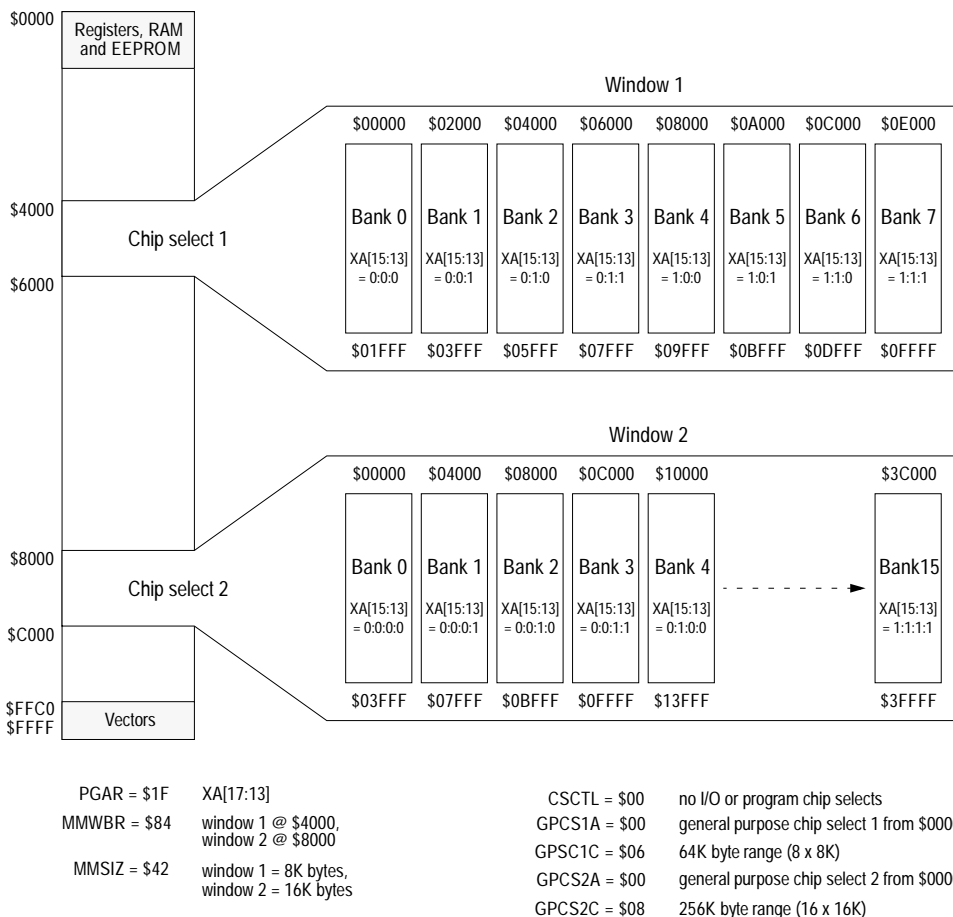 $0000
Registers, RAM
and EEPROM
Window 1
$00000 $02000 $04000 $06000 $08000 $0A000 $0C000 $0E000
$4000
Bank 0 Bank 1 Bank 2 Bank 3 Bank 4 Bank 5 Bank 6 Bank 7
Chip select 1
XA[15:13] XA[15:13] XA[15:13] XA[15:13] XA[15:13] XA[15:13] XA[15:13] XA[15:13]
= 0:0:0 = 0:0:1 = 0:1:0 = 0:1:1 = 1:0:0 = 1:0:1 = 1:1:0 = 1:1:1
$6000
$01FFF $03FFF $05FFF $07FFF $09FFF $0BFFF $0DFFF $0FFFF
Window 2
$00000 $04000 $08000 $0C000 $10000 $3C000
$8000
Bank 0 Bank 1 Bank 2 Bank 3 Bank 4 Bank15
Chip select 2
XA[15:13] XA[15:13] XA[15:13] XA[15:13] XA[15:13] XA[15:13]
= 0:0:0:0 = 0:0:0:1 = 0:0:1:0 = 0:0:1:1 = 0:1:0:0 = 1:1:1:1
$C000
$03FFF $07FFF $0BFFF $0FFFF $13FFF $3FFFF
$FFC0
Vectors
$FFFF
PGAR = $1F XA[17:13]
MMWBR = $84 window 1 @ $4000,
window 2 @ $8000
MMSIZ = $42 window 1 = 8K bytes,
window 2 = 16K bytes
CSCTL = $00 no I/O or program chip selects
GPCS1A = $00 general purpose chip select 1 from $000
GPSC1C = $06 64K byte range (8 x 8K)
GPCS2A = $00 general purpose chip select 2 from $000
GPCS2C = $08 256K byte range (16 x 16K)